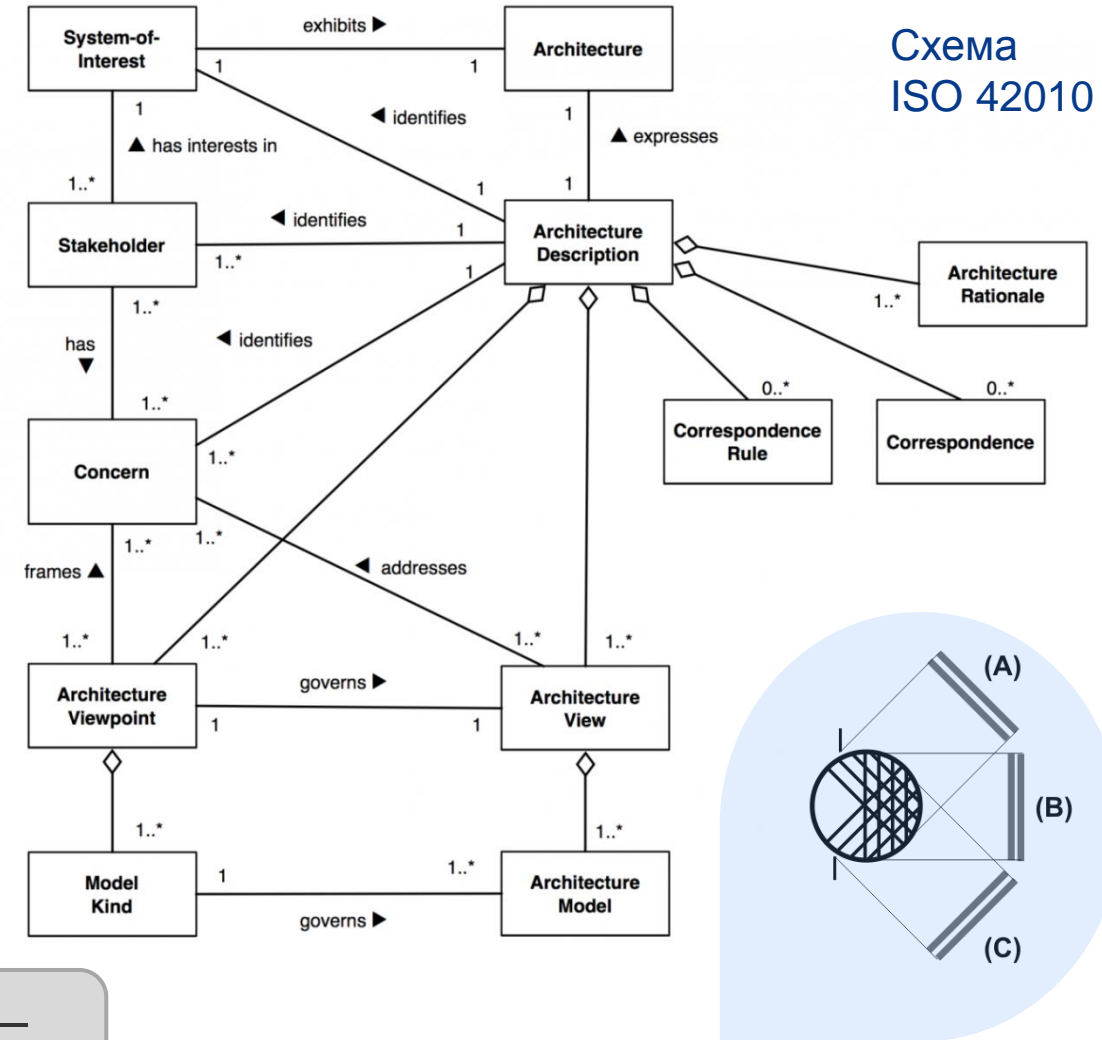 System-of-
Interest
exhibits ►
Architecture
Схема
ISO 42010
1
1
1
◄ identifies
1
▲ has interests in
▲ expresses
1..*
1
1
Stakeholder
◄ identifies
1
1..*
Architecture
Description
1
Architecture
Rationale
1..*
1..*
has
▼
◄ identifies
1..*
0..*
0..*
Concern
1..*
Correspondence
Rule
Correspondence
1..*
1..*
frames ▲
◄ addresses
1..*
1..*
1..*
1..*
Architecture
Viewpoint
governs ►
1
1
Architecture
View
1..*
1..*
Model
Kind
1
1..*
governs ►
Architecture
Model
(A)
(B)
(C)